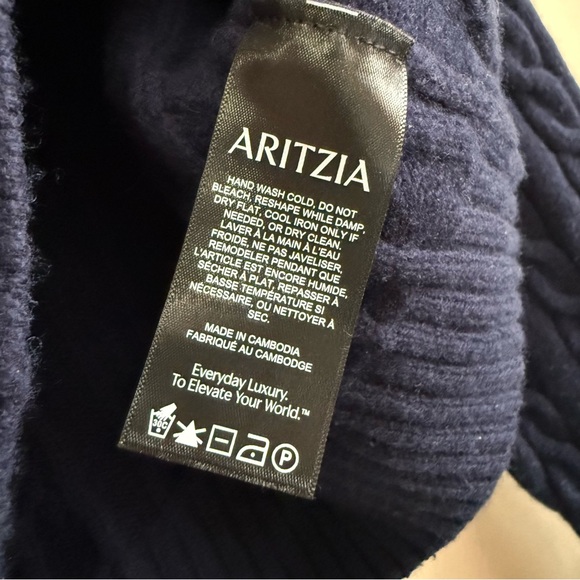 ARITZIA
HAND WASH COLD, DO NOT
BLEACH, RESHAPE WHILE DAMP,
DRY FLAT, COOL IRON ONLY IF
NEEDED, OR DRY CLEAN.
LAVER À LA MAIN À L'EAU
FROIDE, NE PAS JAVELISER,
REMODELER PENDANT QUE
L'ARTICLE EST ENCORE HUMIDE,
SÉCHER À PLAT, REPASSER À
BASSE TEMPÉRATURE SI
NÉCESSAIRE, OU NETTOYER À
SEC.
MADE IN CAMBODIA
FABRIQUÉ AU CAMBODGE
Everyday Luxury.
To Elevate Your World.™
30C P